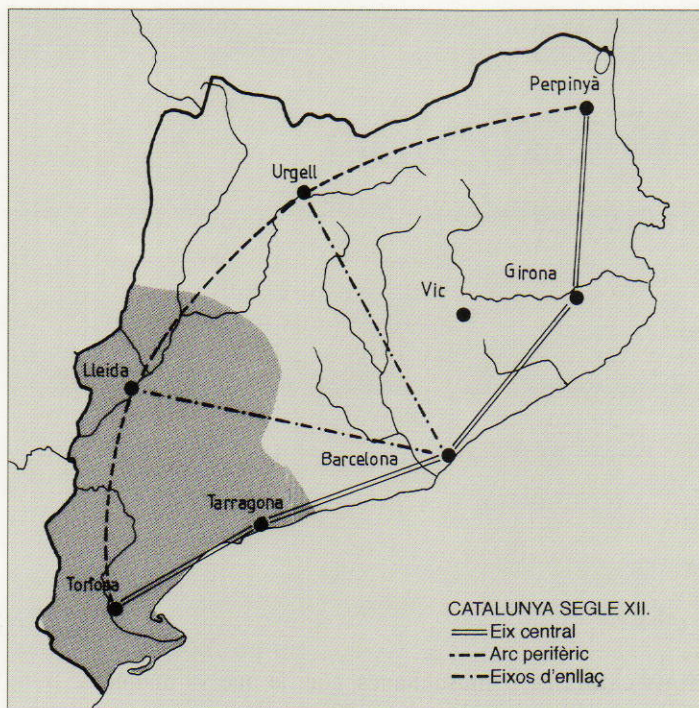 Perpinyà
Urgell
Girona
Vic
Lleida
Barcelona
Tarragona
Tortosa
CATALUNYA SEGLE XII.
Eix central
Arc perifèric
Eixos d'enllaç